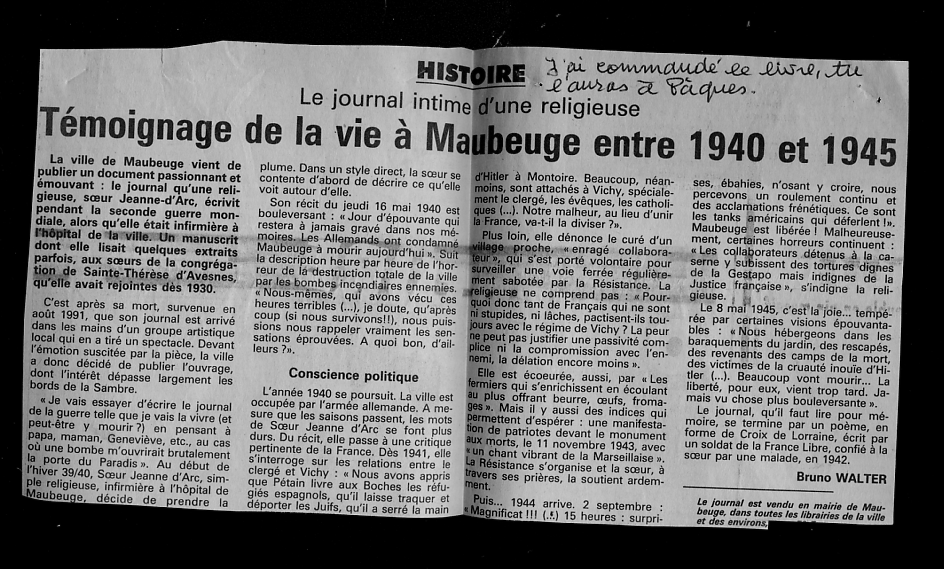 HISTOIRE
J'ai commandé ce livre, tu
l'auras à Pâques.
Le journal intime d'une religieuse
Témoignage de la vie à Maubeuge entre 1940 et 1945
La ville de Maubeuge vient de
publier un document passionnant et
émouvant : le journal qu'une reli-
gieuse, sœur Jeanne-d'Arc, écrivit
pendant la seconde guerre mon-
diale, alors qu'elle était infirmière à
l'hôpital de la ville. Un manuscrit
dont elle lisait quelques extraits
parfois, aux sœurs de la congréga-
tion de Sainte-Thérèse d'Avesnes,
qu'elle avait rejointes dès 1930.
C'est après sa mort, survenue en
août 1991, que son journal est arrivé
dans les mains d'un groupe artistique
local qui en a tiré un spectacle. Devant
l'émotion suscitée par la pièce, la ville
a donc décidé de publier l'ouvrage,
dont l'intérêt dépasse largement les
bords de la Sambre.
« Je vais essayer d'écrire le journal
de la guerre telle que je vais la vivre (et
peut-être y mourir ?) en pensant à
papa, maman, Geneviève, etc., au cas
où une bombe m'ouvrirait brutalement
la porte du Paradis ». Au début de
l'hiver 39/40, Sœur Jeanne d'Arc, sim-
ple religieuse, infirmière à l'hôpital de
Maubeuge, décide de prendre la
plume. Dans un style direct, la sœur se
contente d'abord de décrire ce qu'elle
voit autour d'elle.
Son récit du jeudi 16 mai 1940 est
bouleversant : « Jour d'épouvante qui
restera à jamais gravé dans nos mé-
moires. Les Allemands ont condamné
Maubeuge à mourir aujourd'hui ». Suit
la description heure par heure de l'hor-
reur de la destruction totale de la ville
par les bombes incendiaires ennemies.
« Nous-mêmes, qui avons vécu ces
heures terribles (...), je doute, qu'après
coup (si nous survivons!!), nous puis-
sions nous rappeler vraiment les sen-
sations éprouvées. A quoi bon, d'ail-
leurs ?».
Conscience politique
L'année 1940 se poursuit. La ville est
occupée par l'armée allemande. A me-
sure que les saisons passent, les mots
de Sœur Jeanne d'Arc se font plus
durs. Du récit, elle passe à une critique
pertinente de la France. Dès 1941, elle
s'interroge sur les relations entre le
clergé et Vichy : « Nous avons appris
que Pétain livre aux Boches les réfu-
giés espagnols, qu'il laisse traquer et
déporter les Juifs, qu'il a serré la main
d'Hitler à Montoire. Beaucoup, néan-
moins, sont attachés à Vichy, spéciale-
ment le clergé, les évêques, les catholi-
ques (...). Notre malheur, au lieu d'unir
la France, va-t-il la diviser ?».
Plus loin, elle dénonce le curé d'un
village proche, « enragé collabora-
teur », qui s'est porté volontaire pour
surveiller une voie ferrée régulière-
ment sabotée par la Résistance. La
religieuse ne comprend pas : « Pour-
quoi donc tant de Français qui ne sont
ni stupides, ni lâches, pactisent-ils tou-
jours avec le régime de Vichy ? La peur
ne peut pas justifier une passivité com-
plice ni la compromission avec l'en-
nemi, la délation encore moins ».
Elle est écoeurée, aussi, par « Les
fermiers qui s'enrichissent en écoulant
au plus offrant beurre, œufs, froma-
ges ». Mais il y aussi des indices qui
permettent d'espérer : une manifesta-
tion de patriotes devant le monument
aux morts, le 11 novembre 1943, avec
« un chant vibrant de la Marseillaise ».
La Résistance s'organise et la sœur, à
travers ses prières, la soutient ardem-
ment.
Puis... 1944 arrive. 2 septembre :
« Magnificat !!! (...) 15 heures : surpri-
ses, ébahies, n'osant y croire, nous
percevons un roulement continu et
des acclamations frénétiques. Ce sont
les tanks américains qui déferlent !».
Maubeuge est libérée ! Malheureuse-
ment, certaines horreurs continuent :
« Les collaborateurs détenus à la ca-
serne y subissent des tortures dignes
de la Gestapo mais indignes de la
Justice française », s'indigne la reli-
gieuse.
Le 8 mai 1945, c'est la joie... tempé-
rée par certaines visions épouvanta-
bles : « Nous hébergeons dans les
baraquements du jardin, des rescapés,
des revenants des camps de la mort,
des victimes de la cruauté inouïe d'Hi-
tler (...). Beaucoup vont mourir... La
liberté, pour eux, vient trop tard. Ja-
mais vu chose plus bouleversante ».
Le journal, qu'il faut lire pour mé-
moire, se termine par un poème, en
forme de Croix de Lorraine, écrit par
un soldat de la France Libre, confié à la
sœur par une malade, en 1942.
Bruno WALTER
Le journal est vendu en mairie de Mau-
beuge, dans toutes les librairies de la ville
et des environs,